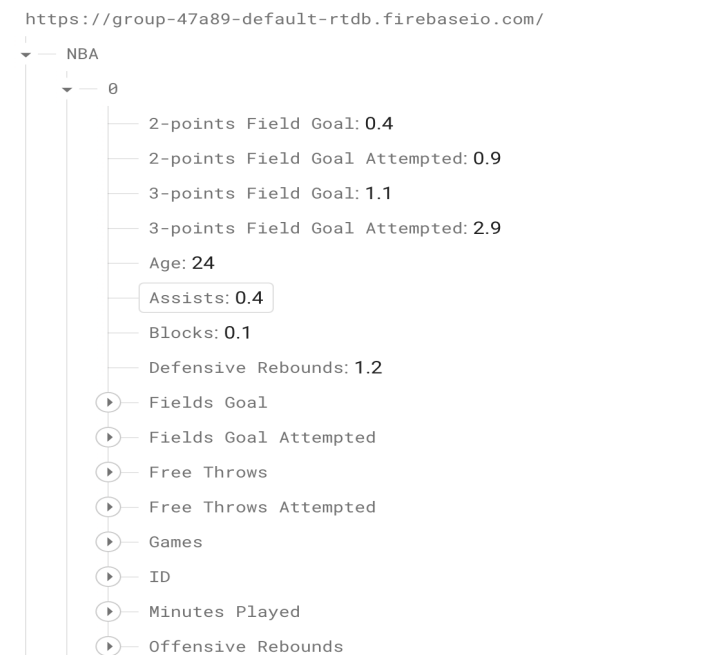 https://group-47a89-default-rtdb.firebaseio.com/
NBA
0
2-points Field Goal: 0.4
2-points Field Goal Attempted: 0.9
3-points Field Goal: 1.1
3-points Field Goal Attempted: 2.9
Age: 24
Assists: 0.4
Blocks: 0.1
Defensive Rebounds: 1.2
Fields Goal
Fields Goal Attempted
Free Throws
Free Throws Attempted
Games
ID
Minutes Played
Offensive Rebounds